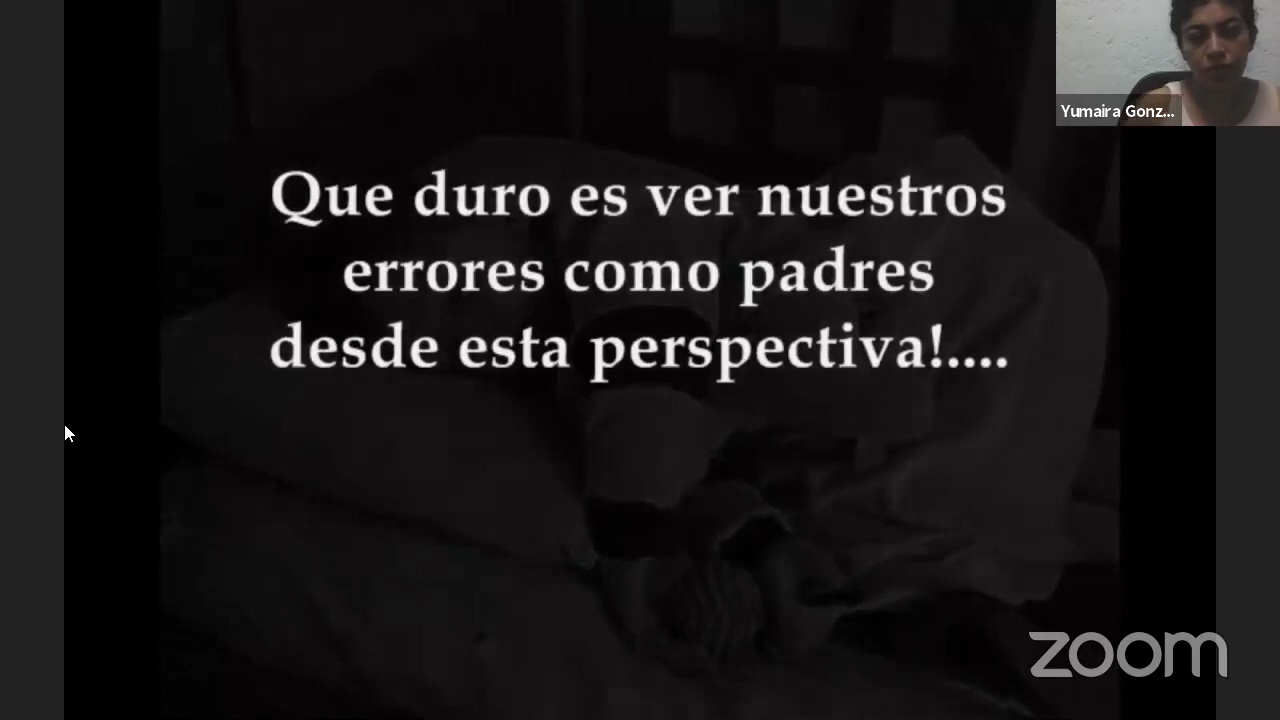 Yumaira Gonz...
Que duro es ver nuestros
errores como padres
desde esta perspectiva!....
zoom